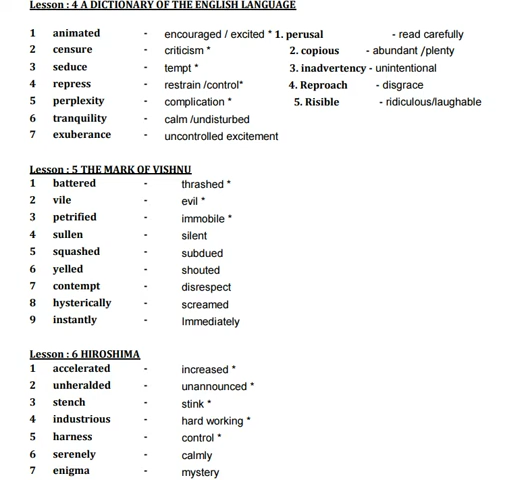 Lesson : 4 A DICTIONARY OF THE ENGLISH LANGUAGE
1 animated - encouraged / excited * 1. perusal - read carefully
2 censure - criticism * 2. copious - abundant /plenty
3 seduce - tempt * 3. inadvertency - unintentional
4 repress - restrain /control* 4. Reproach - disgrace
5 perplexity - complication * 5. Risible - ridiculous/laughable
6 tranquility - calm /undisturbed
7 exuberance - uncontrolled excitement
Lesson : 5 THE MARK OF VISHNU
1 battered - thrashed *
2 vile - evil *
3 petrified - immobile *
4 sullen - silent
5 squashed - subdued
6 yelled - shouted
7 contempt - disrespect
8 hysterically - screamed
9 instantly - Immediately
Lesson : 6 HIROSHIMA
1 accelerated - increased *
2 unheralded - unannounced *
3 stench - stink *
4 industrious - hard working *
5 harness - control *
6 serenely - calmly
7 enigma - mystery